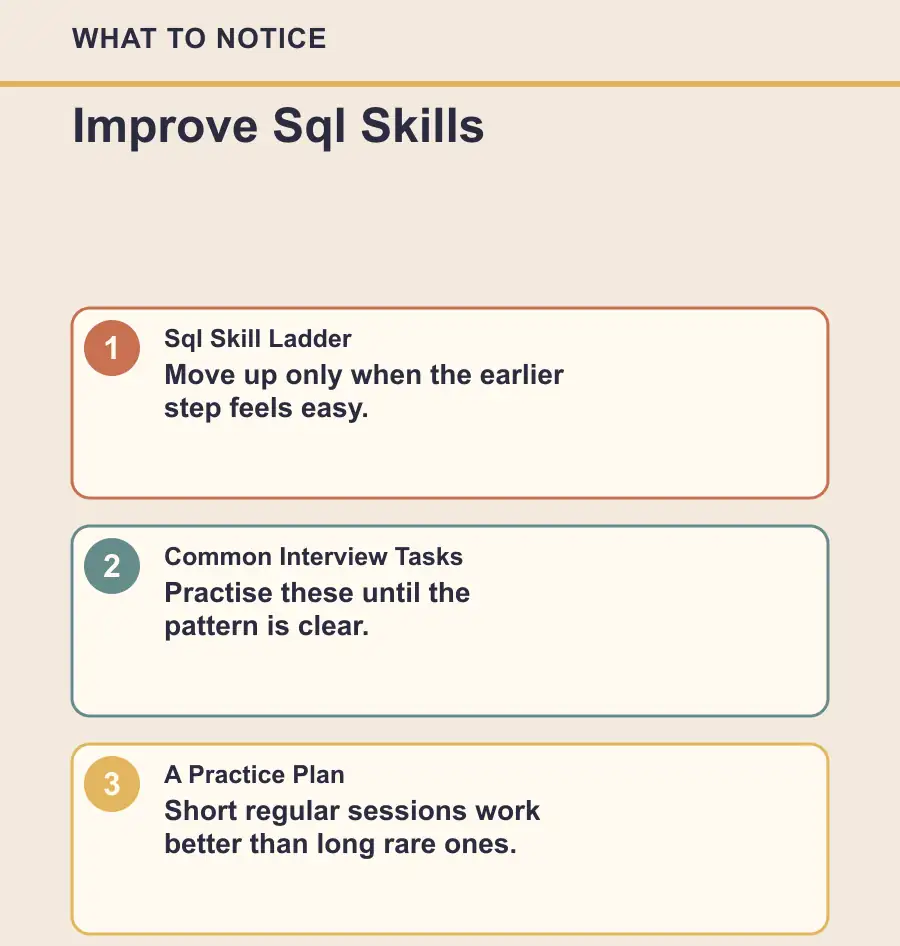 WHAT TO NOTICE
Improve Sql Skills
1
Sql Skill Ladder
Move up only when the earlier
step feels easy.
2
Common Interview Tasks
Practise these until the
pattern is clear.
3
A Practice Plan
Short regular sessions work
better than long rare ones.